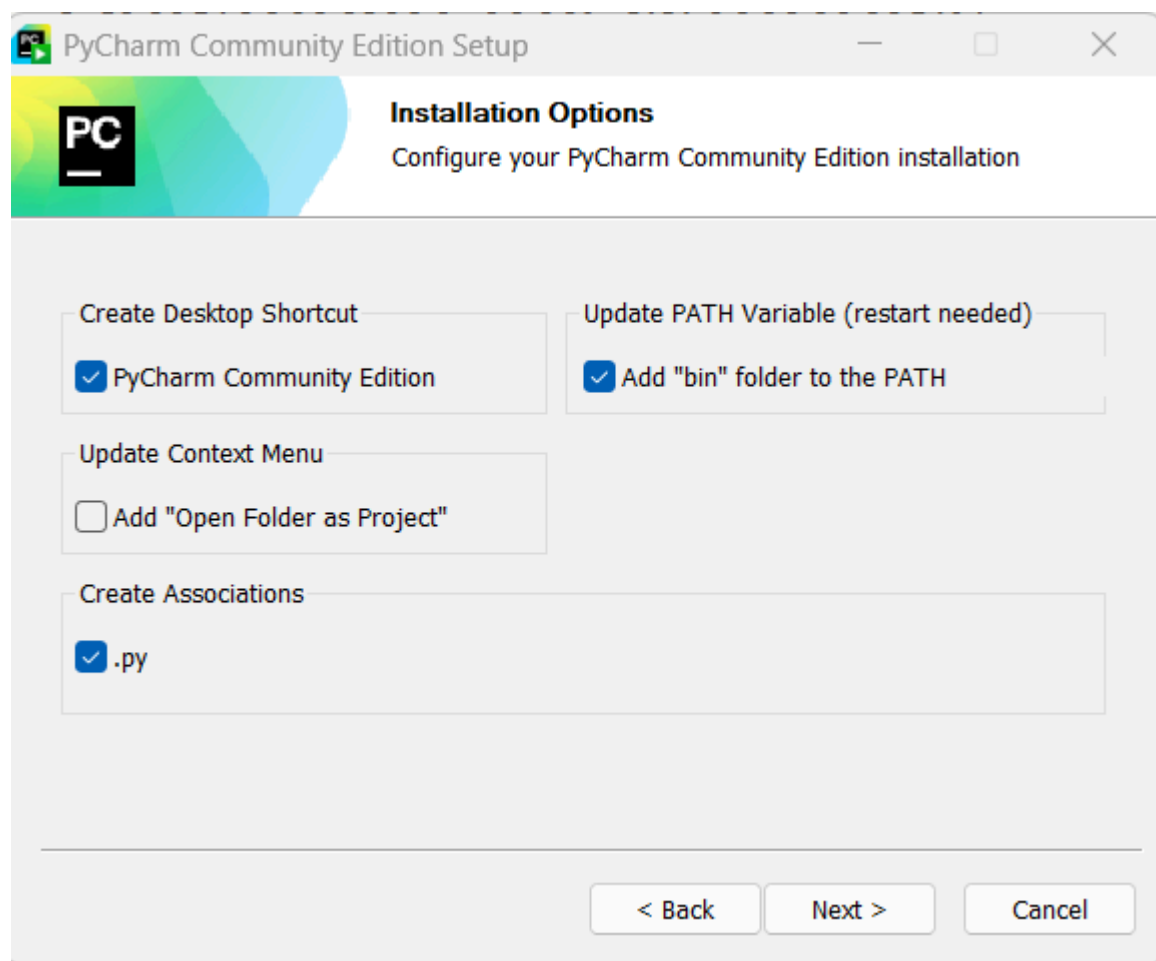 PyCharm Community Edition Setup
PC
Installation Options
Configure your PyCharm Community Edition installation
Create Desktop Shortcut
PyCharm Community Edition
Update PATH Variable (restart needed)
Add "bin" folder to the PATH
Update Context Menu
Add "Open Folder as Project"
Create Associations
.py
< Back
Next >
Cancel